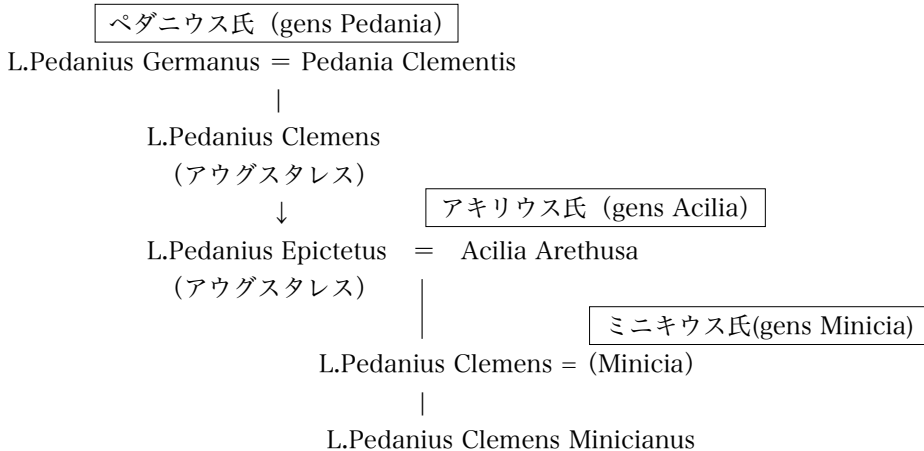 ペダニウス氏（gens Pedania）
L.Pedanius Germanus = Pedania Clementis
L.Pedanius Clemens
（アウグスタレス）
↓
アキリウス氏（gens Acilia）
L.Pedanius Epictetus = Acilia Arethusa
（アウグスタレス）
ミニキウス氏(gens Minicia)
L.Pedanius Clemens = (Minicia)
L.Pedanius Clemens Minicianus